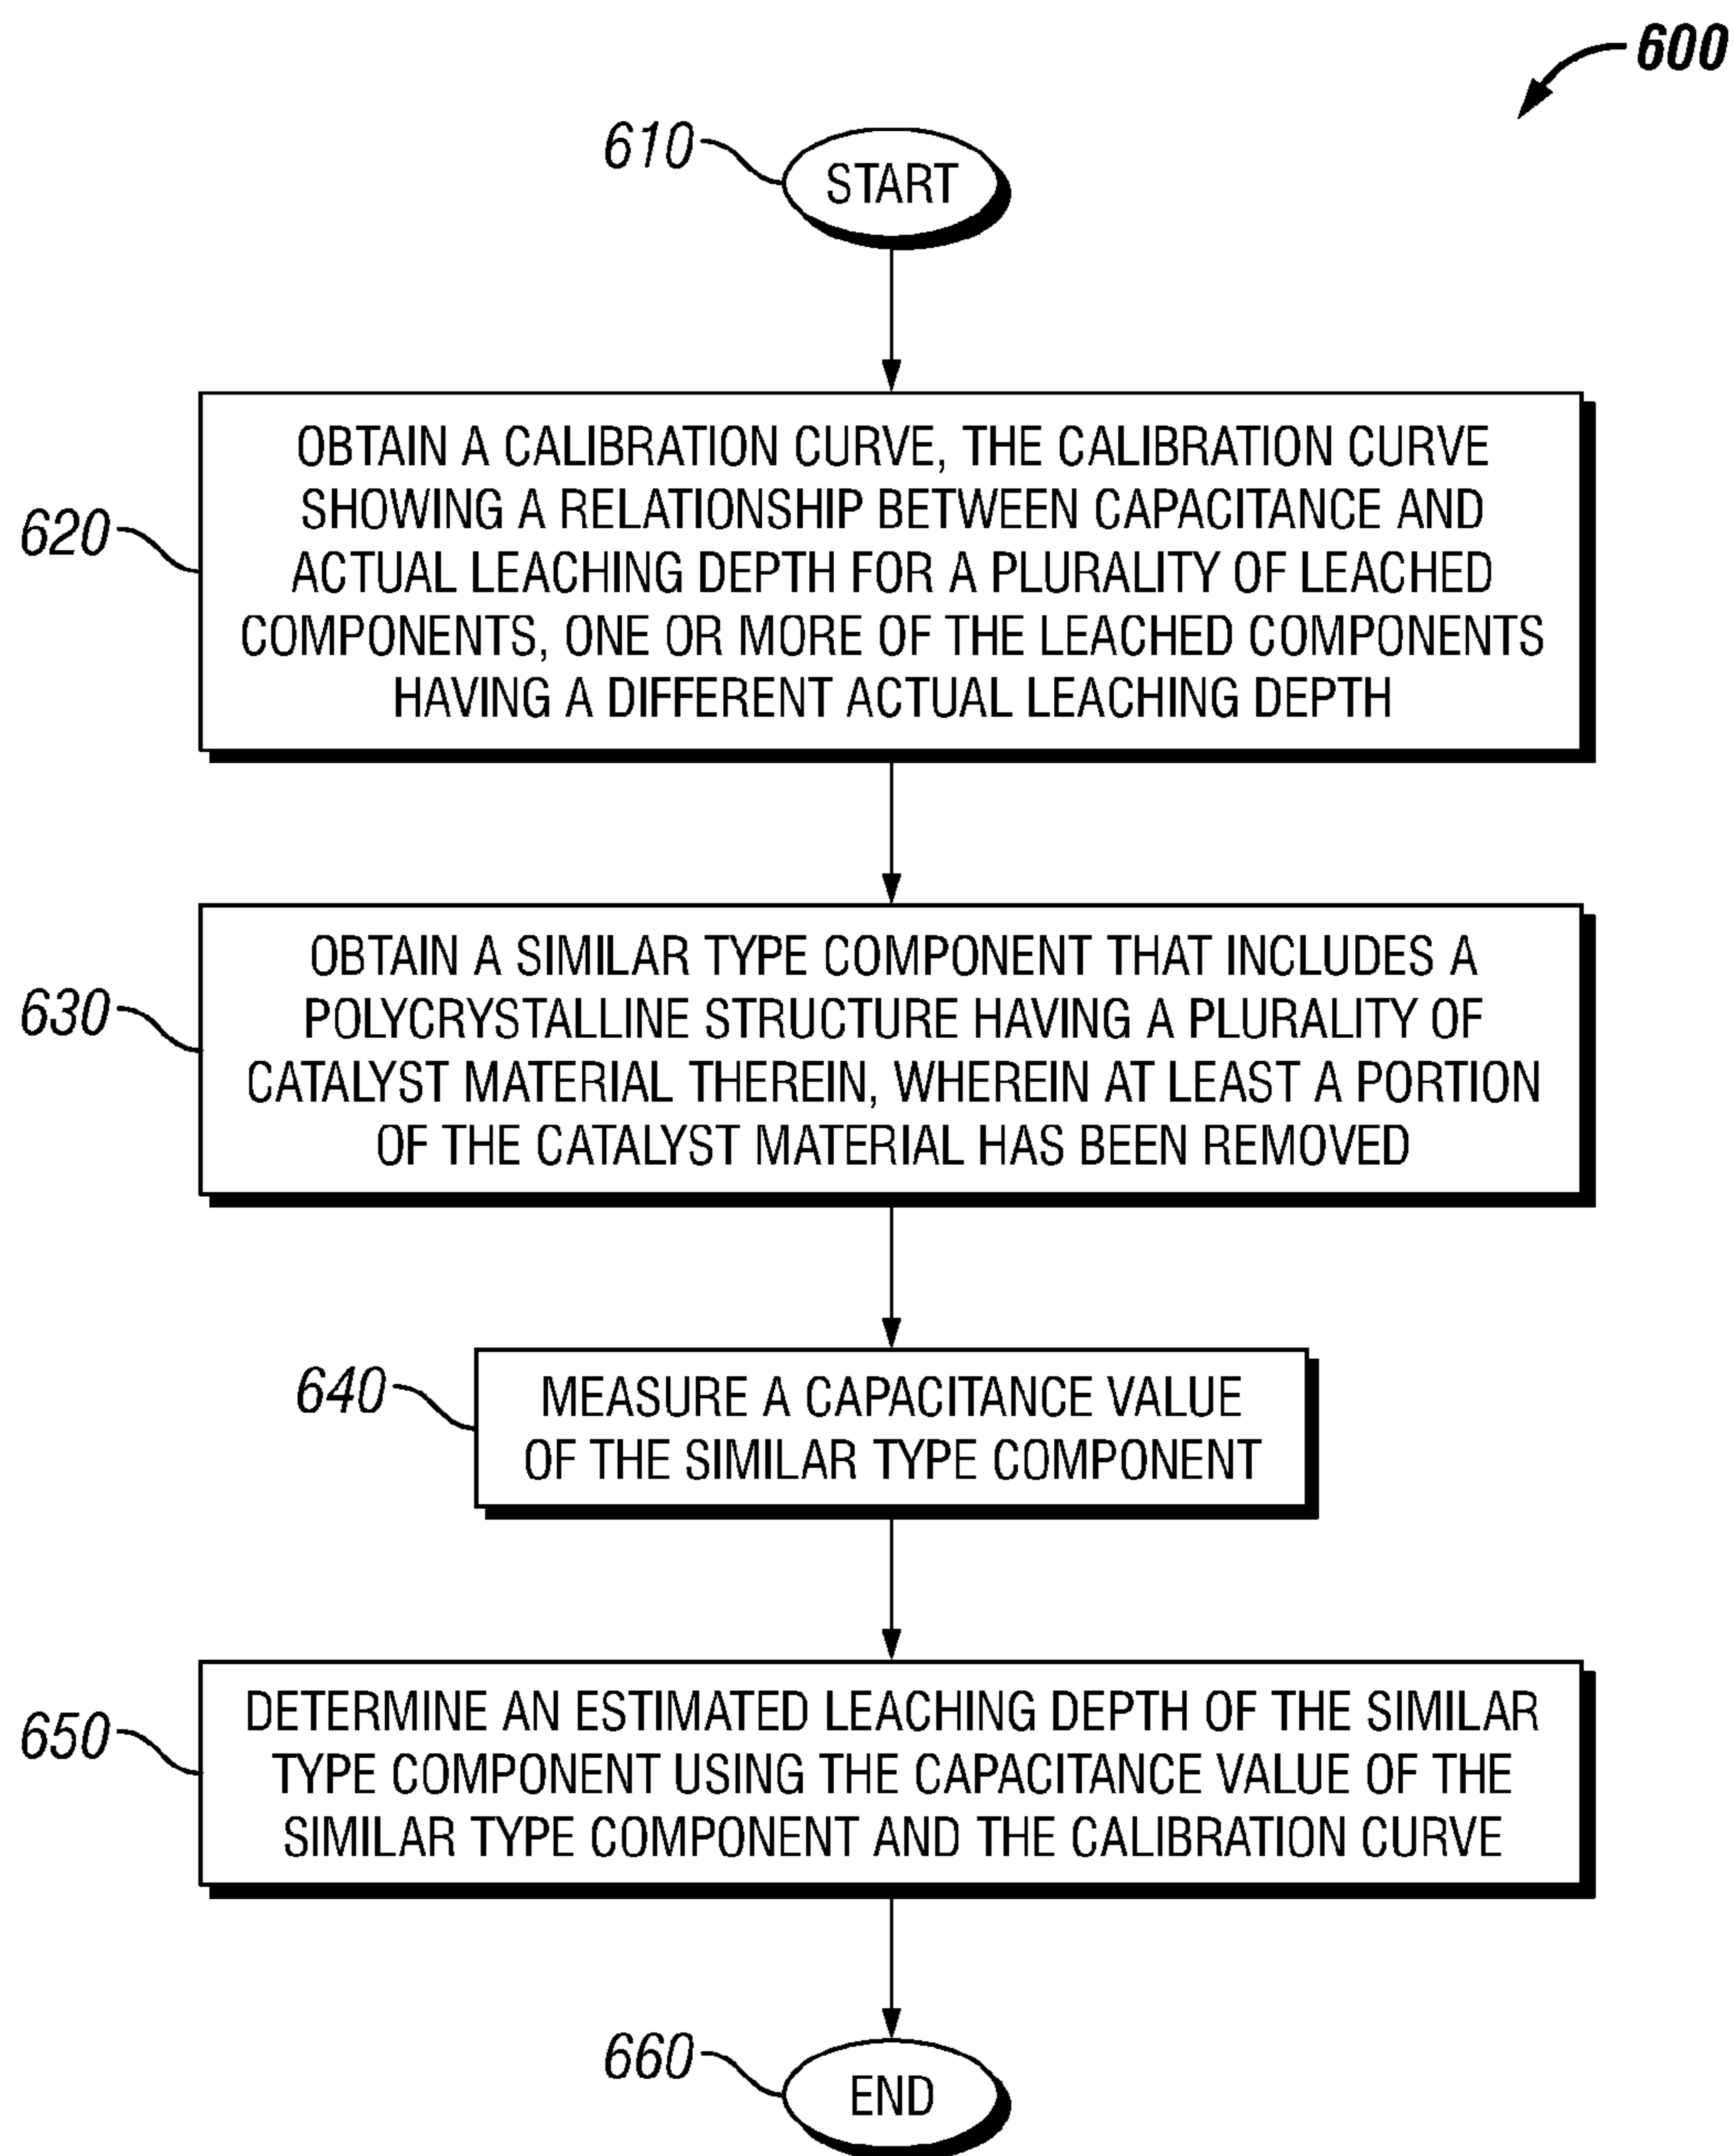 600
610
START
620
OBTAIN A CALIBRATION CURVE, THE CALIBRATION CURVE
SHOWING A RELATIONSHIP BETWEEN CAPACITANCE AND
ACTUAL LEACHING DEPTH FOR A PLURALITY OF LEACHED
COMPONENTS, ONE OR MORE OF THE LEACHED COMPONENTS
HAVING A DIFFERENT ACTUAL LEACHING DEPTH
630
OBTAIN A SIMILAR TYPE COMPONENT THAT INCLUDES A
POLYCRYSTALLINE STRUCTURE HAVING A PLURALITY OF
CATALYST MATERIAL THEREIN, WHEREIN AT LEAST A PORTION
OF THE CATALYST MATERIAL HAS BEEN REMOVED
640
MEASURE A CAPACITANCE VALUE
OF THE SIMILAR TYPE COMPONENT
650
DETERMINE AN ESTIMATED LEACHING DEPTH OF THE SIMILAR
TYPE COMPONENT USING THE CAPACITANCE VALUE OF THE
SIMILAR TYPE COMPONENT AND THE CALIBRATION CURVE
660
END